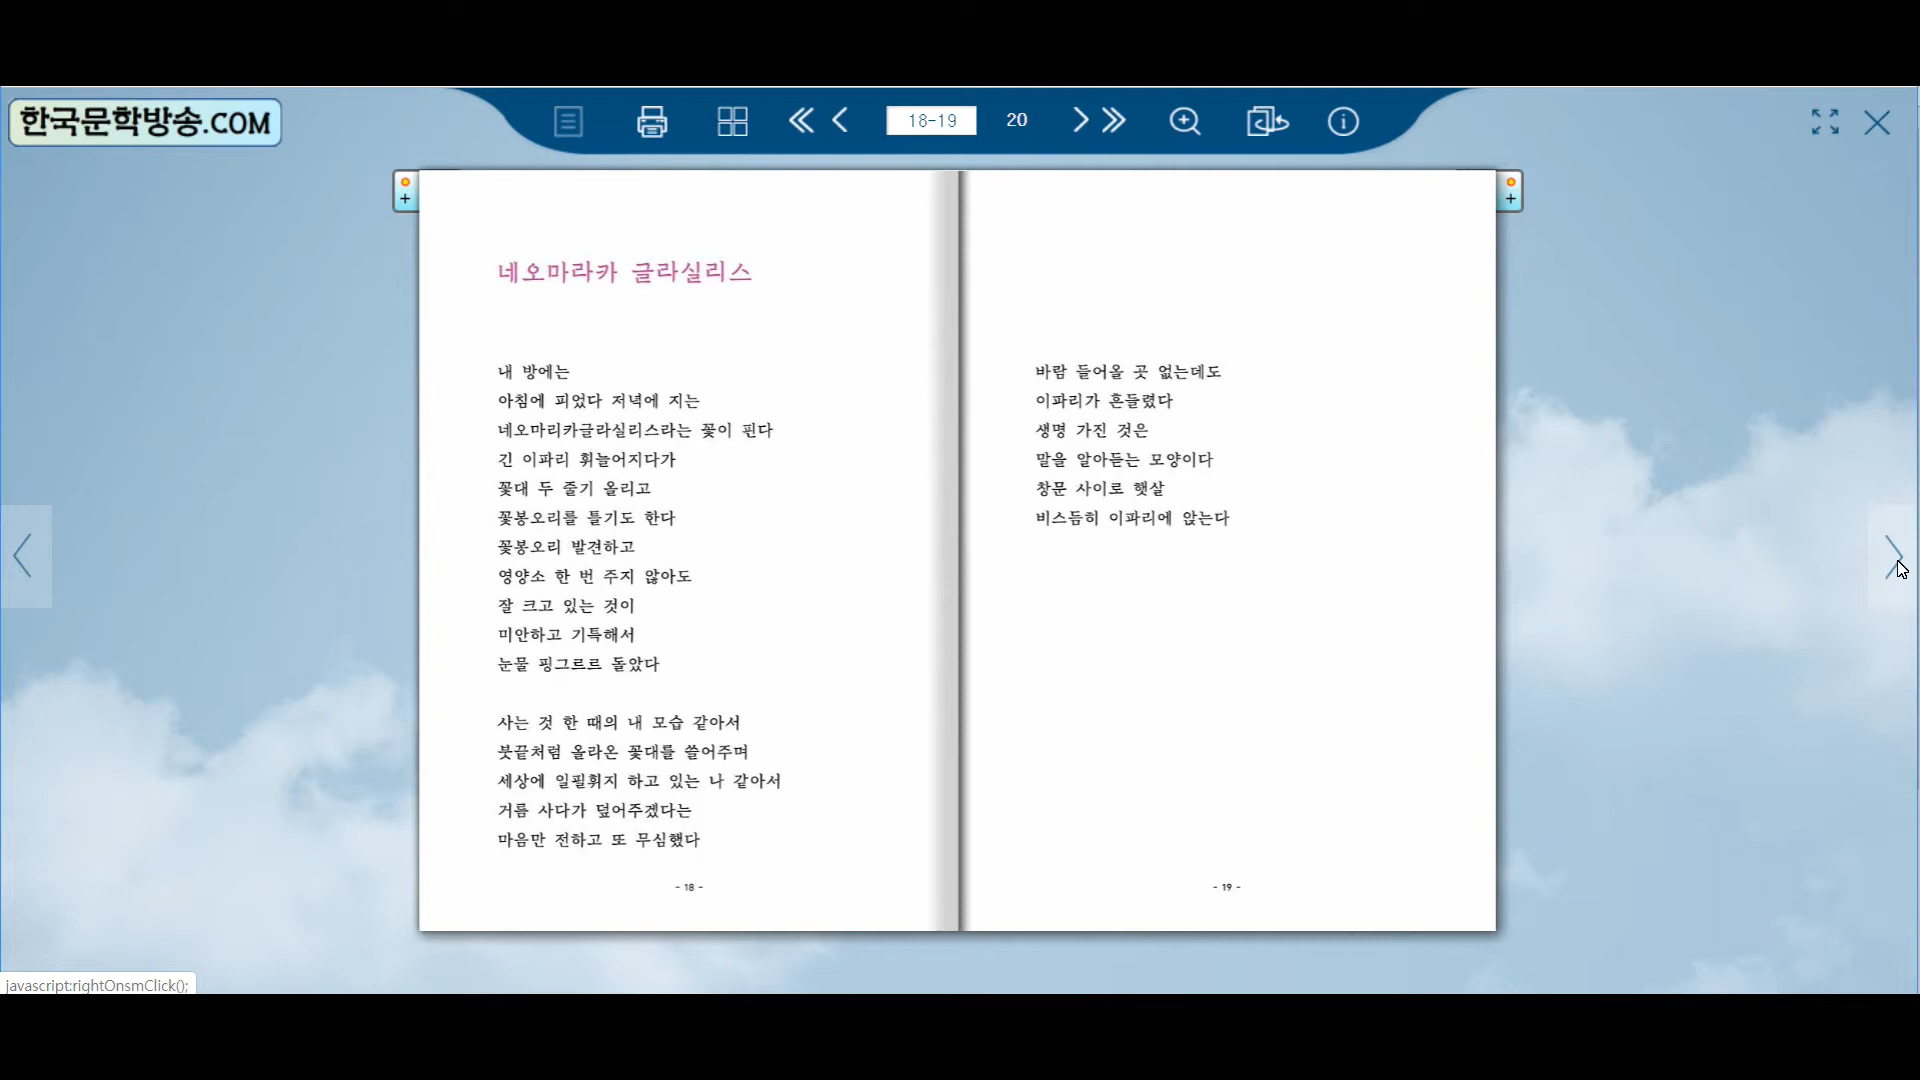 한국문학방송.COM
18-19
20
네오마라카 글라실리스
내 방에는
아침에 피었다 저녁에 지는
네오마리카글라실리스라는 꽃이 핀다
긴 이파리 휘늘어지다가
꽃대 두 줄기 올리고
꽃봉오리를 틀기도 한다
꽃봉오리 발견하고
영양소 한 번 주지 않아도
잘 크고 있는 것이
미안하고 기특해서
눈물 핑그르르 돌았다
사는 것 한 때의 내 모습 같아서
붓끝처럼 올라온 꽃대를 쓸어주며
세상에 일필휘지 하고 있는 나 같아서
거름 사다가 덮어주겠다는
마음만 전하고 또 무심했다
- 18 -
바람 들어올 곳 없는데도
이파리가 흔들렸다
생명 가진 것은
말을 알아듣는 모양이다
창문 사이로 햇살
비스듬히 이파리에 앉는다
- 19 -
javascript:rightOnsmClick();